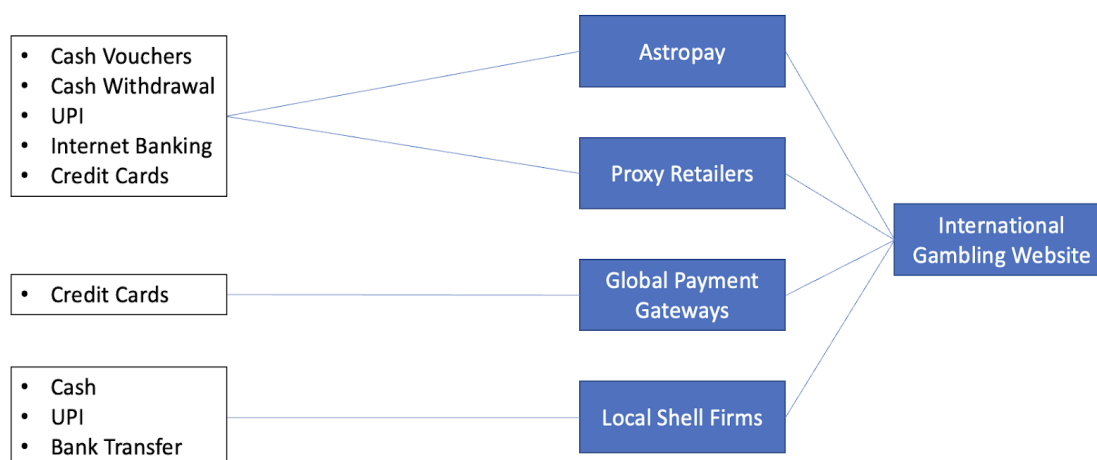 • Cash Vouchers
• Cash Withdrawal
• UPI
• Internet Banking
• Credit Cards
Astropay
Proxy Retailers
International
Gambling Website
• Credit Cards
Global Payment
Gateways
• Cash
• UPI
• Bank Transfer
Local Shell Firms